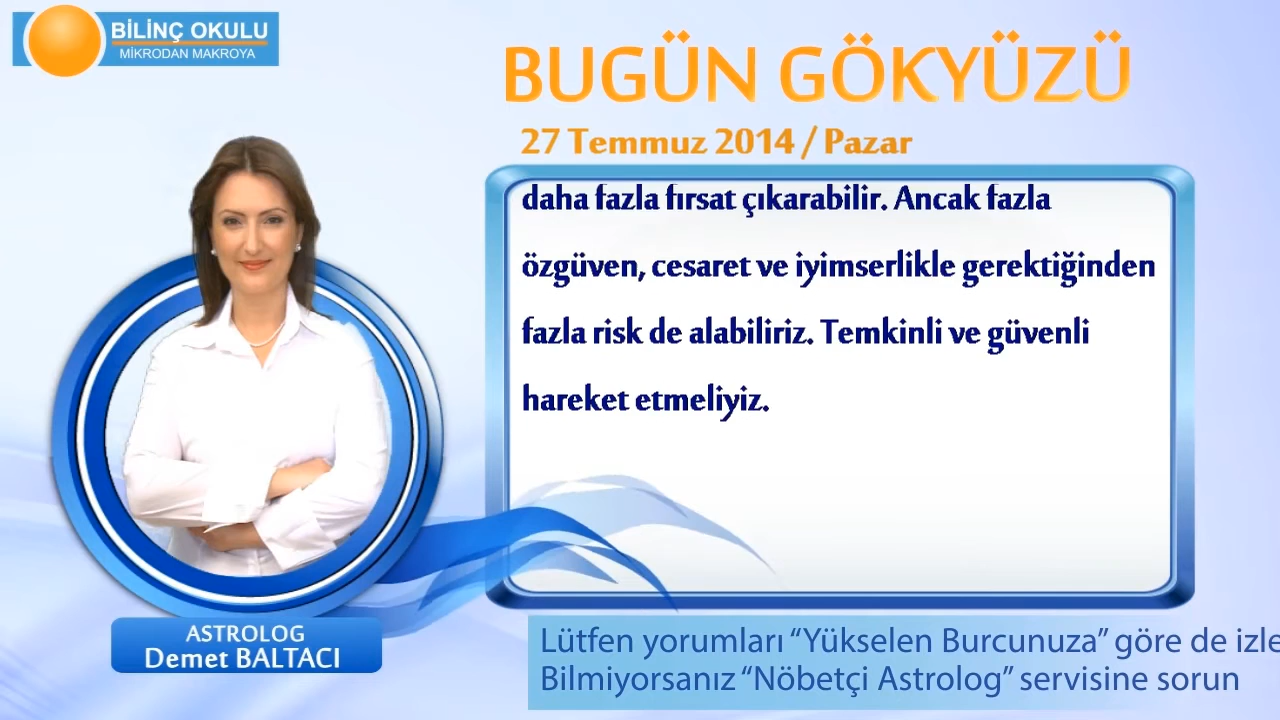 BİLİNÇ OKULU
MİKRODAN MAKROYA
BUGÜN GÖKYÜZÜ
27 Temmuz 2014 / Pazar
daha fazla fırsat çıkarabilir. Ancak fazla
özgüven, cesaret ve iyimserlikle gerektiğinden
fazla risk de alabiliriz. Temkinli ve güvenli
hareket etmeliyiz.
ASTROLOG
Demet BALTACI
Lütfen yorumları “Yükselen Burcunuza” göre de izle
Bilmiyorsanız “Nöbetçi Astrolog” servisine sorun